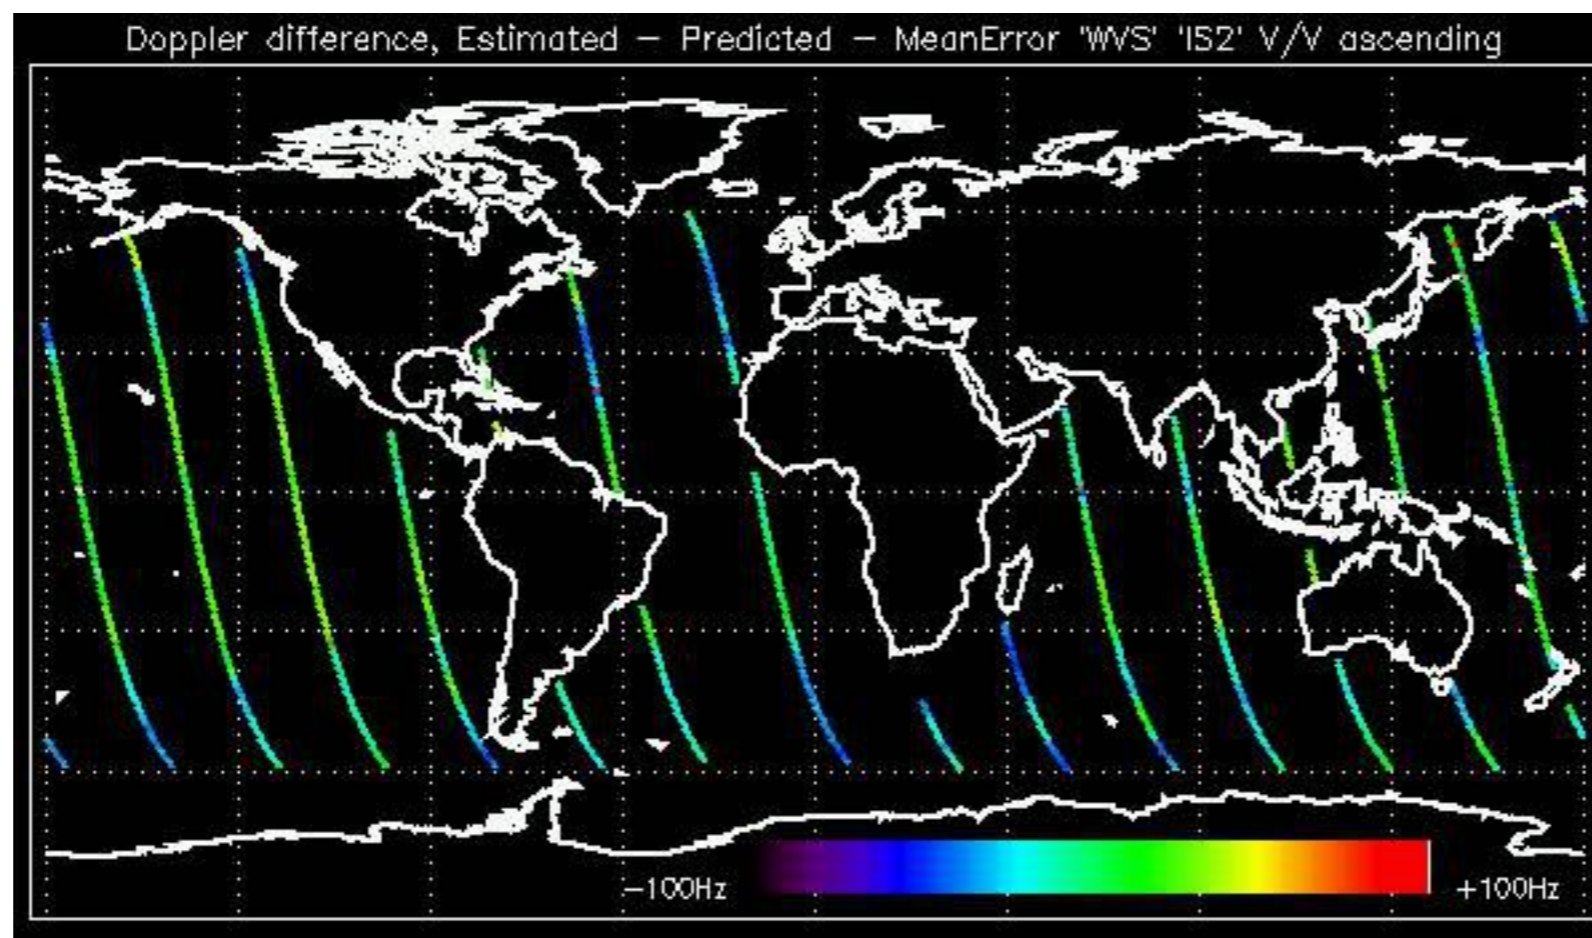 Doppler difference, Estimated – Predicted – MeanError 'WVS' 'IS2' V/V ascending
–100Hz
+100Hz